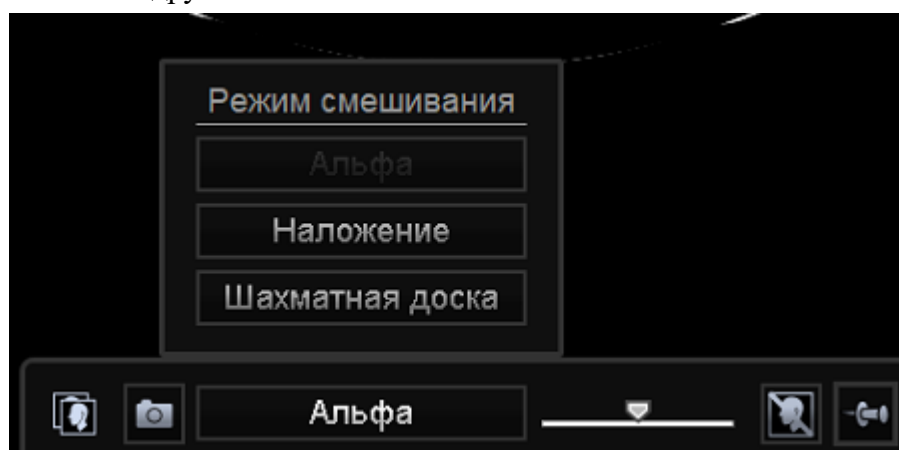 Режим смешивания
Альфа
Наложение
Шахматная доска
Альфа